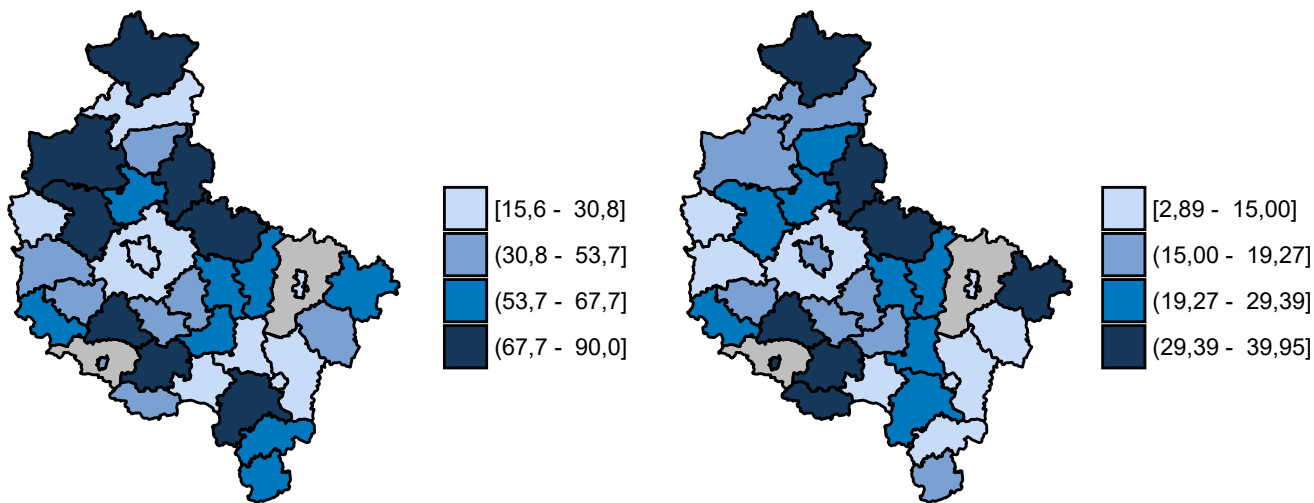 [15,6 - 30,8]
(30,8 - 53,7]
(53,7 - 67,7]
(67,7 - 90,0]
[2,89 - 15,00]
(15,00 - 19,27]
(19,27 - 29,39]
(29,39 - 39,95]